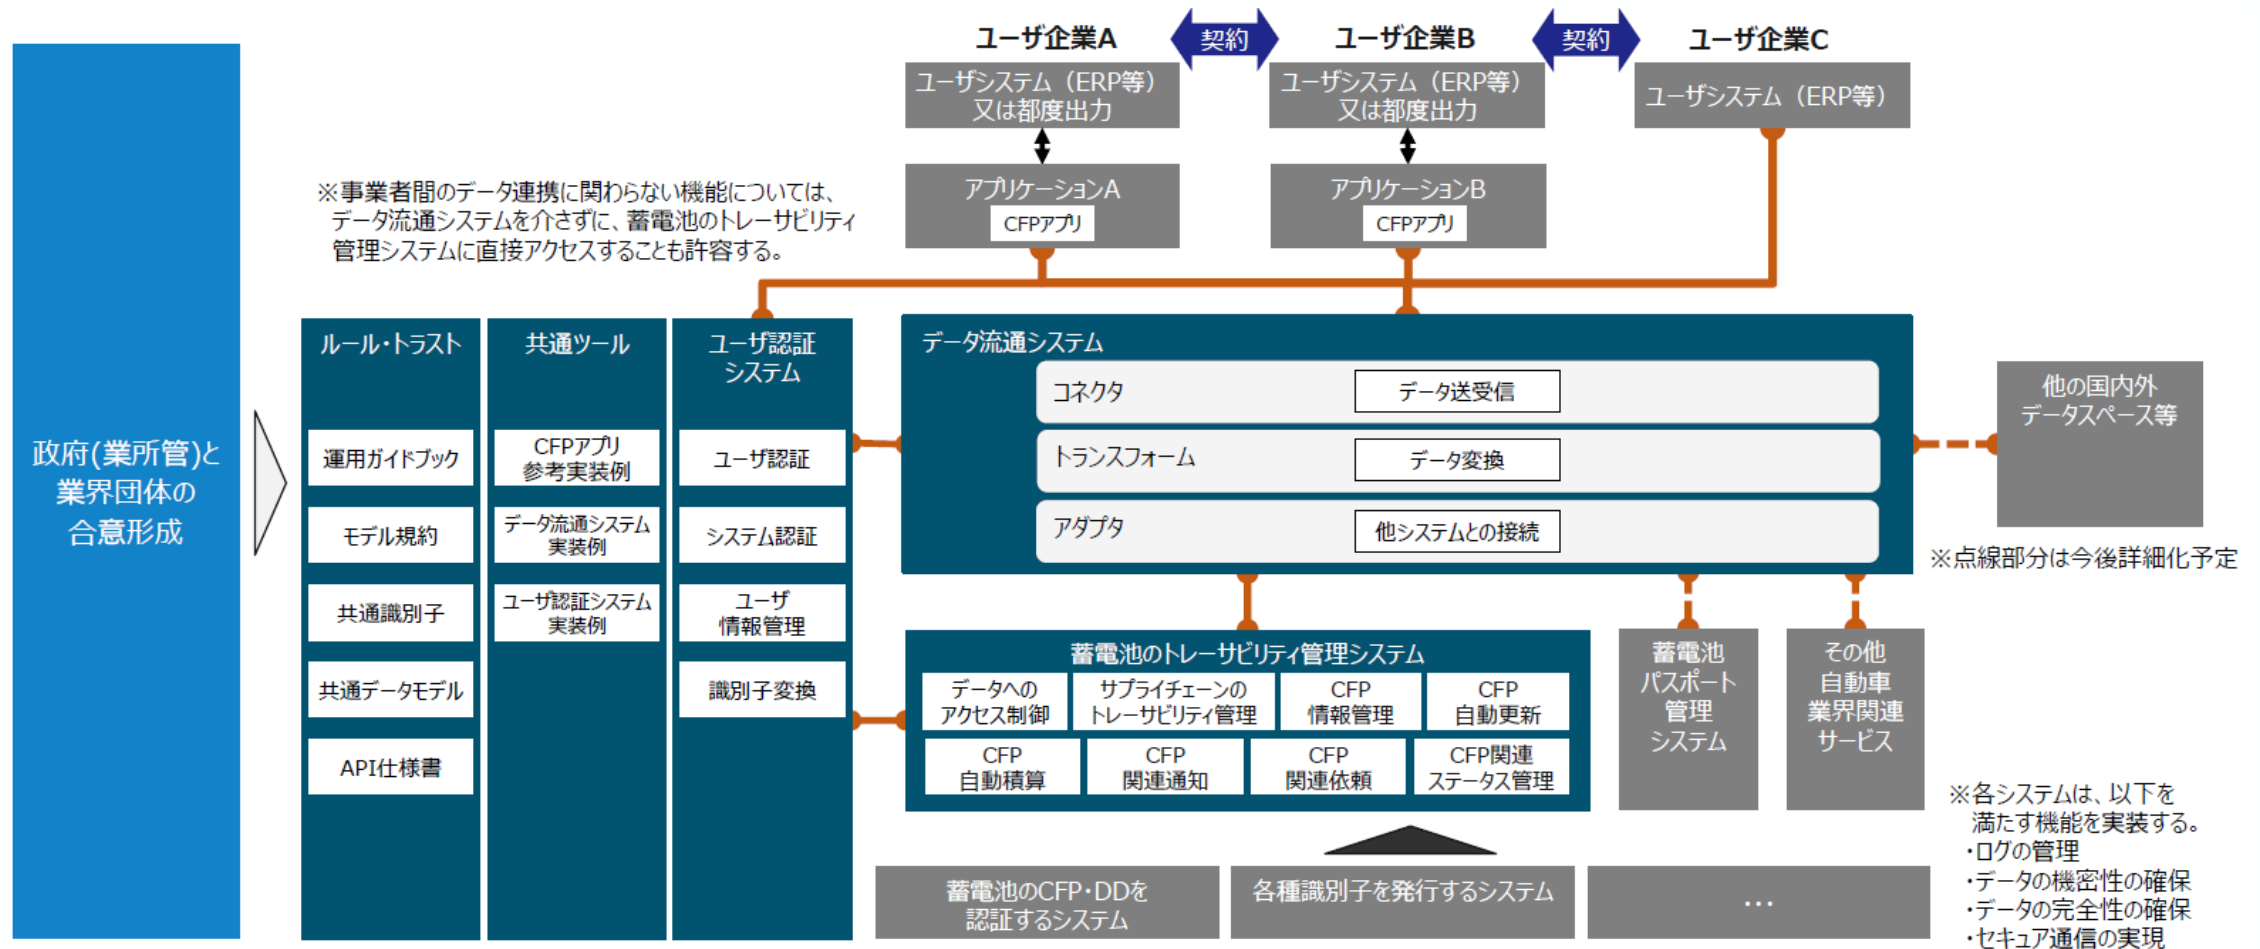 ユーザ企業A
契約
ユーザ企業B
契約
ユーザ企業C
ユーザシステム（ERP等）
又は都度出力
ユーザシステム（ERP等）
又は都度出力
ユーザシステム（ERP等）
アプリケーションA
CFPアプリ
アプリケーションB
CFPアプリ
※事業者間のデータ連携に関わらない機能については、
データ流通システムを介さずに、蓄電池のトレーサビリティ
管理システムに直接アクセスすることも許容する。
政府(業所管)と
業界団体の
合意形成
ルール・トラスト
運用ガイドブック
モデル規約
共通識別子
共通データモデル
API仕様書
共通ツール
CFPアプリ
参考実装例
データ流通システム
実装例
ユーザ認証システム
実装例
ユーザ認証
システム
ユーザ認証
システム認証
ユーザ
情報管理
識別子変換
データ流通システム
コネクタ
データ送受信
トランスフォーム
データ変換
アダプタ
他システムとの接続
他の国内外
データスペース等
※点線部分は今後詳細化予定
蓄電池のトレーサビリティ管理システム
データへの
アクセス制御
サプライチェーンの
トレーサビリティ管理
CFP
情報管理
CFP
自動更新
CFP
自動積算
CFP
関連通知
CFP
関連依頼
CFP関連
ステータス管理
蓄電池
パスポート
管理
システム
その他
自動車
業界関連
サービス
蓄電池のCFP・DDを
認証するシステム
各種識別子を発行するシステム
…
※各システムは、以下を
満たす機能を実装する。
・ログの管理
・データの機密性の確保
・データの完全性の確保
・セキュア通信の実現